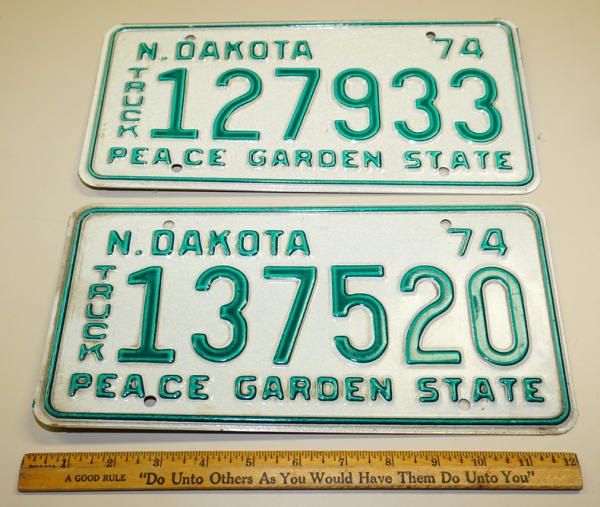 N. DAKOTA 74
TRUCK
127933
PEACE GARDEN STATE
N. DAKOTA 74
TRUCK
137520
PEACE GARDEN STATE
1 2 3 4 5 6 7 8 9 10 11 12
A GOOD RULE "Do Unto Others As You Would Have Them Do Unto You"